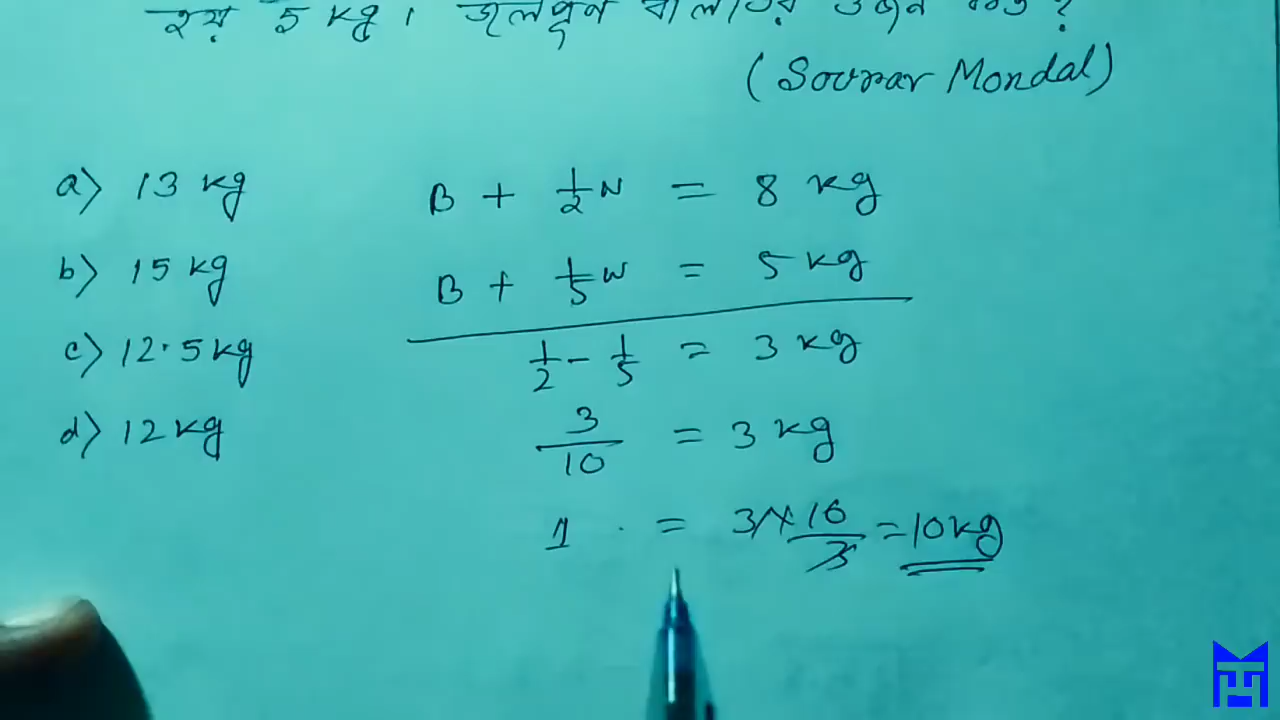 হয় 5 kg। জলপূর্ণ বালতির ওজন কত?
(Sournar Mondal)
a) 13 kg
b) 15 kg
c) 12.5 kg
d) 12 kg
B + 1/2 W = 8 kg
B + 1/5 W = 5 kg
1/2 - 1/5 = 3 kg
3/10 = 3 kg
1 . = 3 × 10/3 = 10 kg